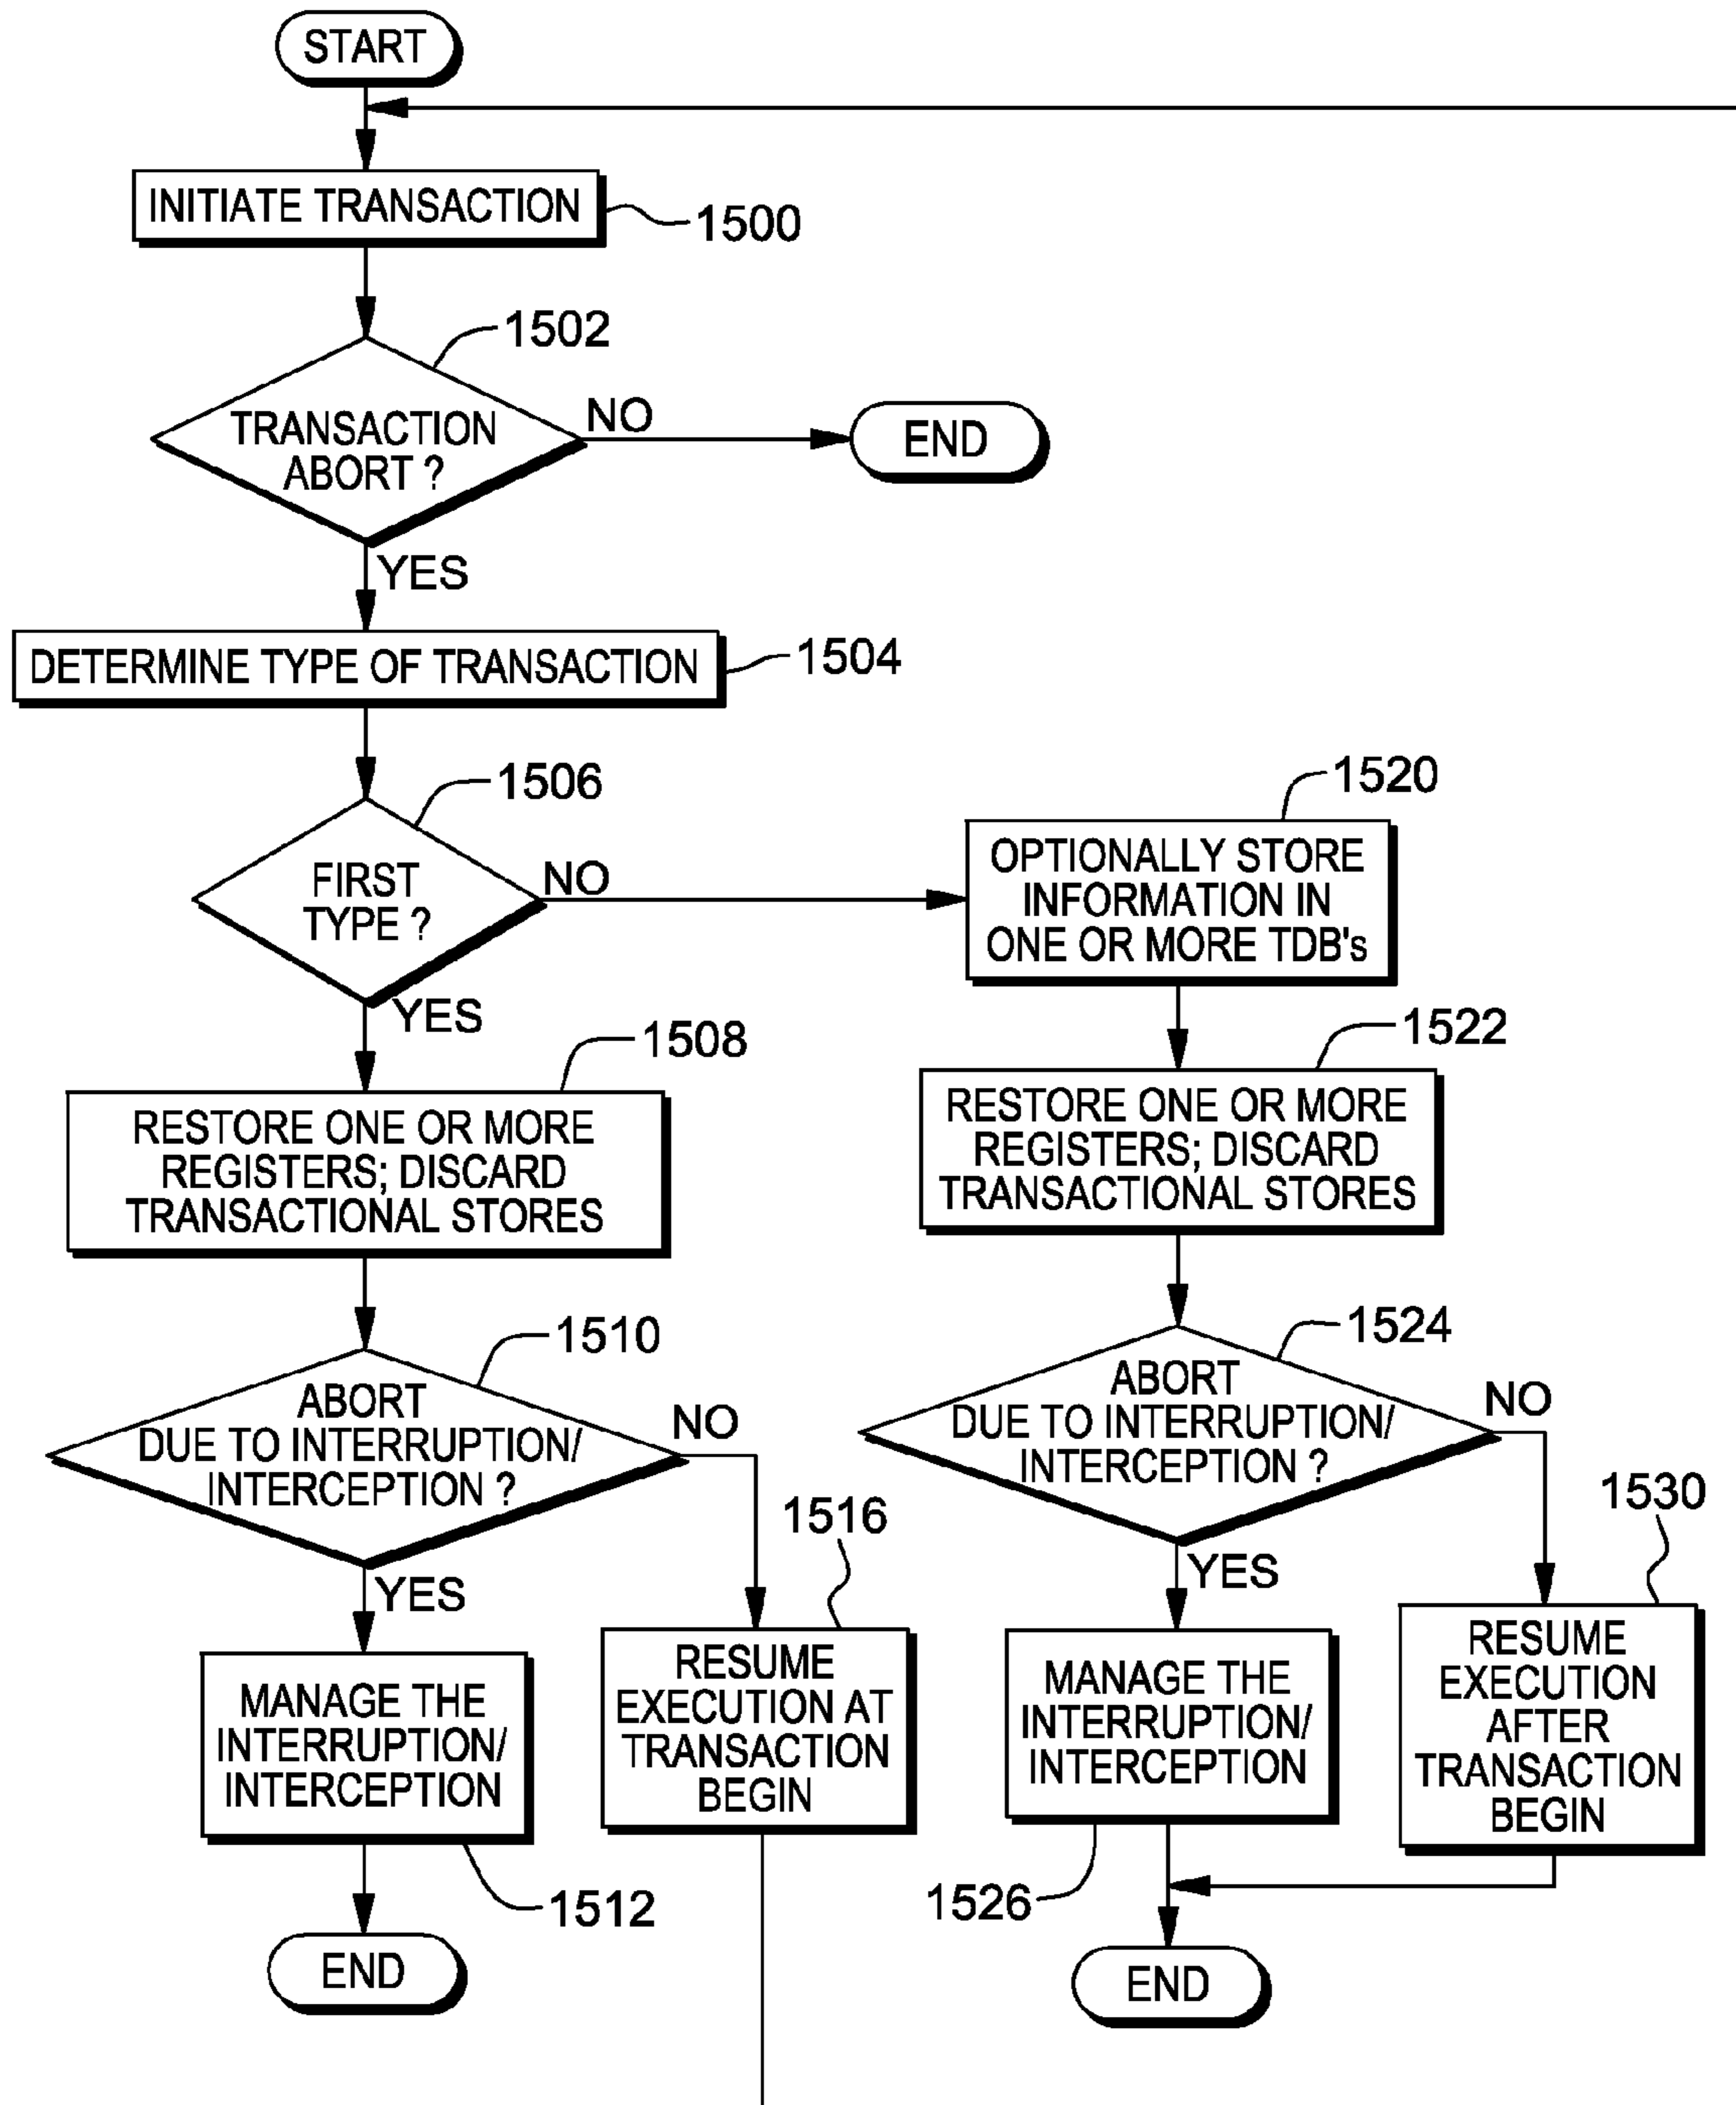 START
INITIATE TRANSACTION
1500
1502
TRANSACTION
ABORT ?
NO
END
YES
DETERMINE TYPE OF TRANSACTION
1504
1506
FIRST
TYPE ?
NO
YES
1520
OPTIONALLY STORE
INFORMATION IN
ONE OR MORE TDB's
1508
RESTORE ONE OR MORE
REGISTERS; DISCARD
TRANSACTIONAL STORES
1522
RESTORE ONE OR MORE
REGISTERS; DISCARD
TRANSACTIONAL STORES
1510
ABORT
DUE TO INTERRUPTION/
INTERCEPTION ?
NO
YES
1524
ABORT
DUE TO INTERRUPTION/
INTERCEPTION ?
NO
YES
MANAGE THE
INTERRUPTION/
INTERCEPTION
1512
END
1516
RESUME
EXECUTION AT
TRANSACTION
BEGIN
MANAGE THE
INTERRUPTION/
INTERCEPTION
1526
1530
RESUME
EXECUTION
AFTER
TRANSACTION
BEGIN
END